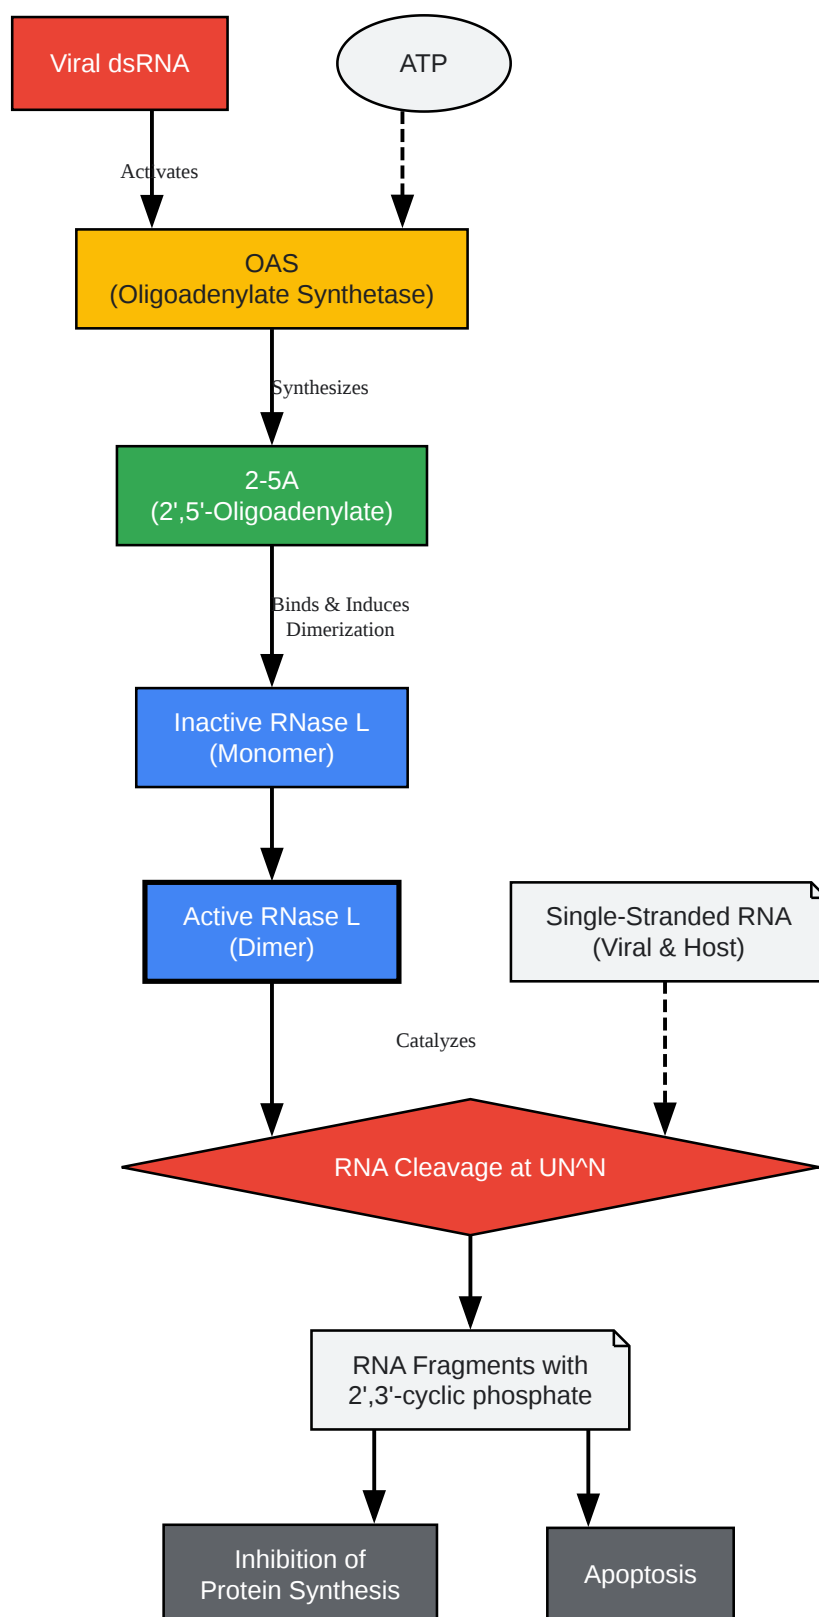 Viral dsRNA
ATP
Activates
OAS
(Oligoadenylate Synthetase)
Synthesizes
2-5A
(2',5'-Oligoadenylate)
Binds & Induces
Dimerization
Inactive RNase L
(Monomer)
Active RNase L
(Dimer)
Single-Stranded RNA
(Viral & Host)
Catalyzes
RNA Cleavage at UN^N
RNA Fragments with
2',3'-cyclic phosphate
Inhibition of
Protein Synthesis
Apoptosis